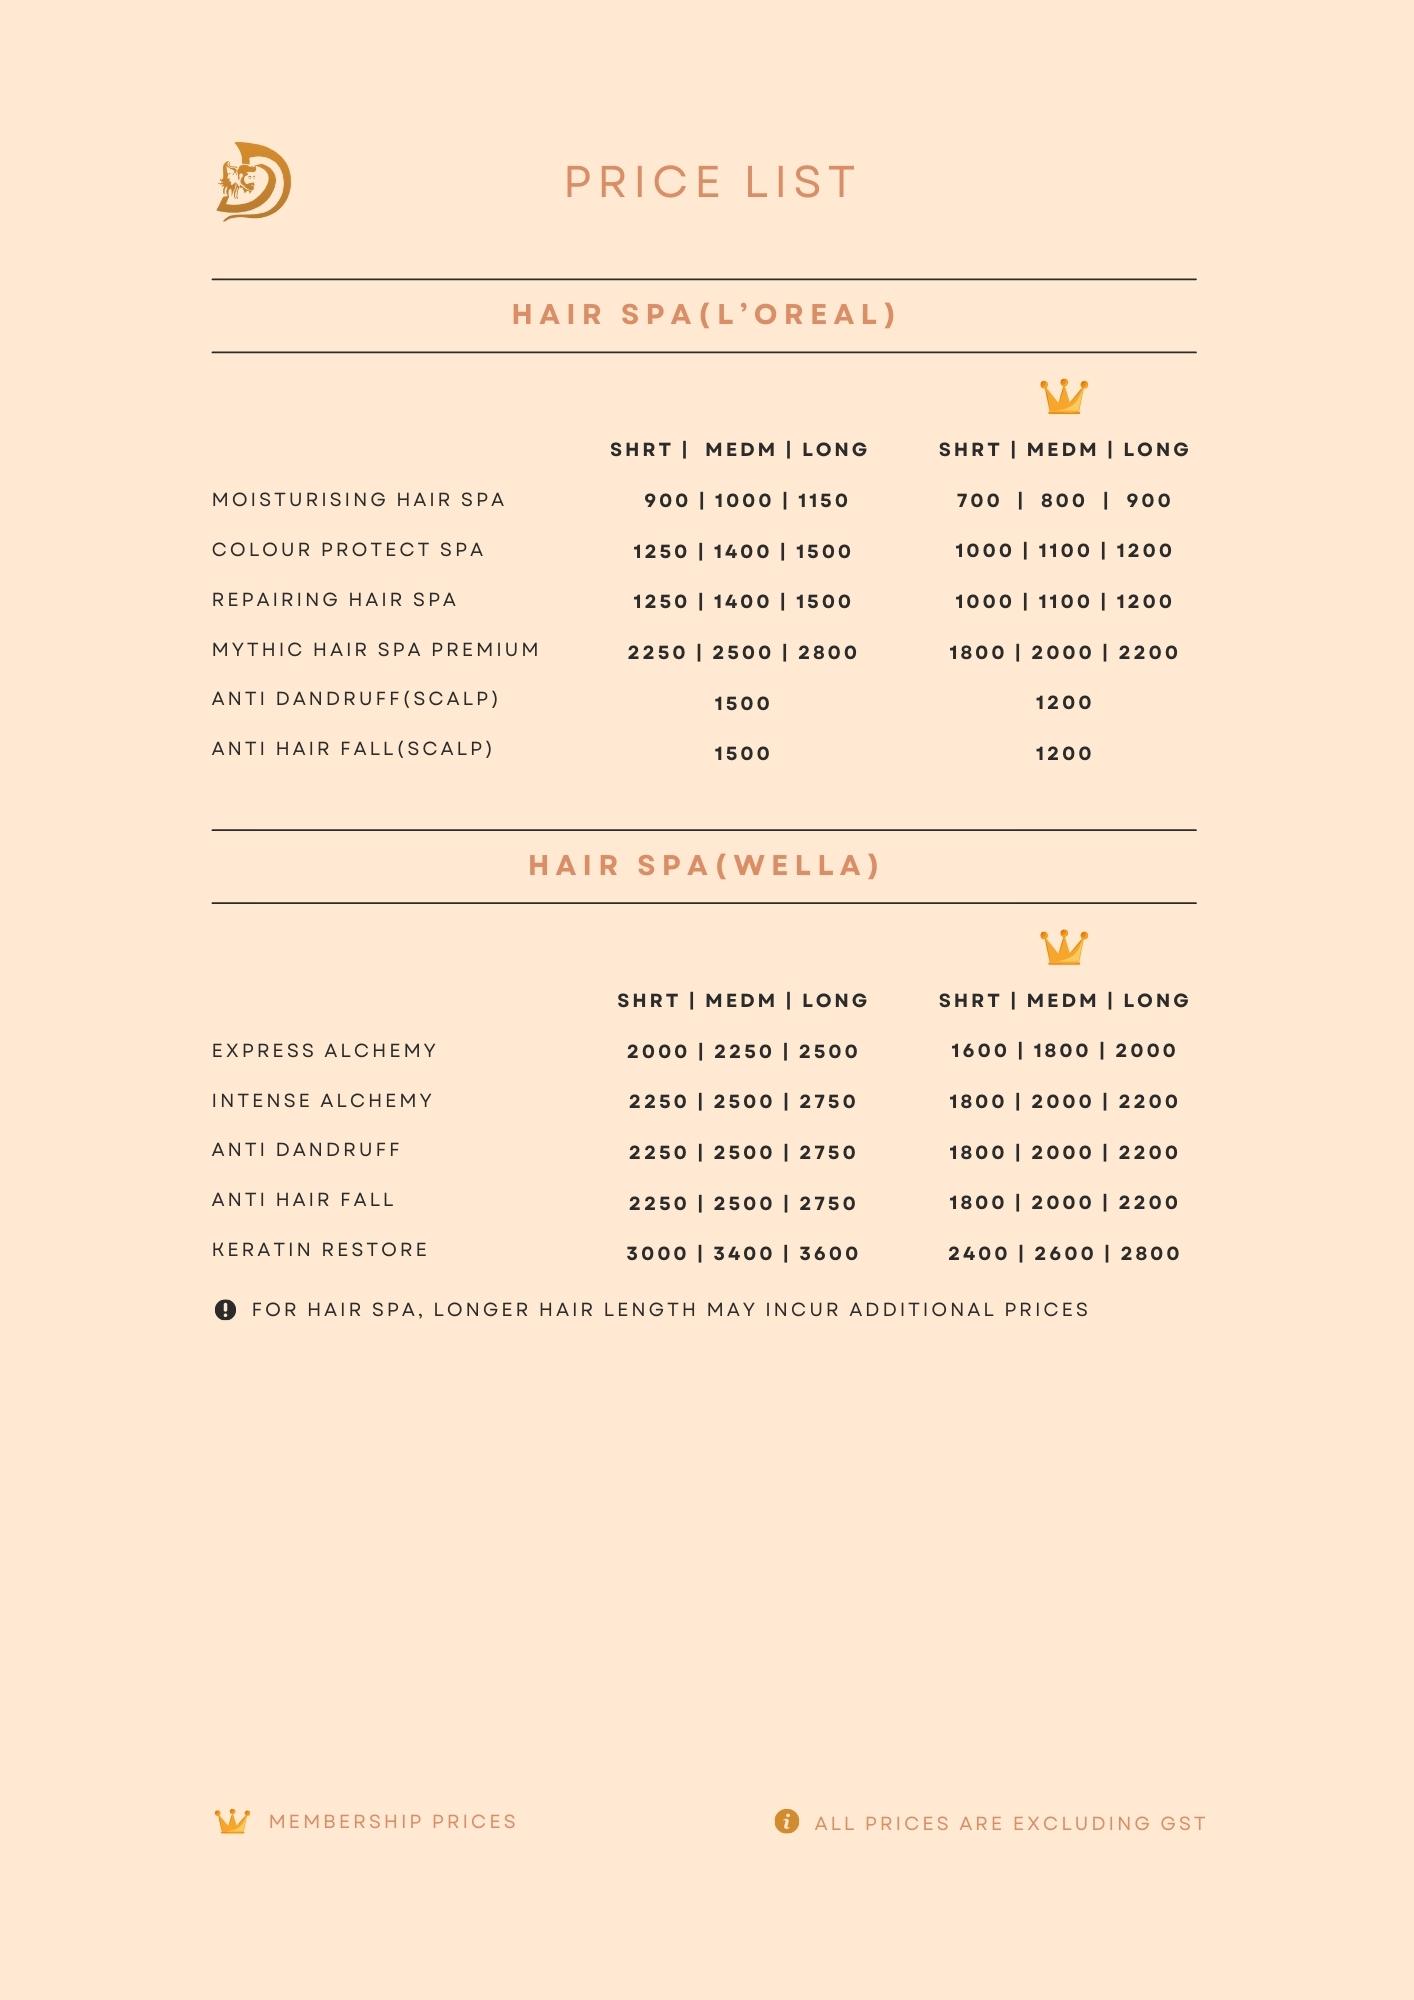 PRICE LIST
HAIR SPA(L’OREAL)
SHRT | MEDM | LONG SHRT | MEDM | LONG
MOISTURISING HAIR SPA 900 | 1000 | 1150 700 | 800 | 900
COLOUR PROTECT SPA 1250 | 1400 | 1500 1000 | 1100 | 1200
REPAIRING HAIR SPA 1250 | 1400 | 1500 1000 | 1100 | 1200
MYTHIC HAIR SPA PREMIUM 2250 | 2500 | 2800 1800 | 2000 | 2200
ANTI DANDRUFF(SCALP) 1500 1200
ANTI HAIR FALL(SCALP) 1500 1200
HAIR SPA(WELLA)
SHRT | MEDM | LONG SHRT | MEDM | LONG
EXPRESS ALCHEMY 2000 | 2250 | 2500 1600 | 1800 | 2000
INTENSE ALCHEMY 2250 | 2500 | 2750 1800 | 2000 | 2200
ANTI DANDRUFF 2250 | 2500 | 2750 1800 | 2000 | 2200
ANTI HAIR FALL 2250 | 2500 | 2750 1800 | 2000 | 2200
KERATIN RESTORE 3000 | 3400 | 3600 2400 | 2600 | 2800
FOR HAIR SPA, LONGER HAIR LENGTH MAY INCUR ADDITIONAL PRICES
MEMBERSHIP PRICES ALL PRICES ARE EXCLUDING GST